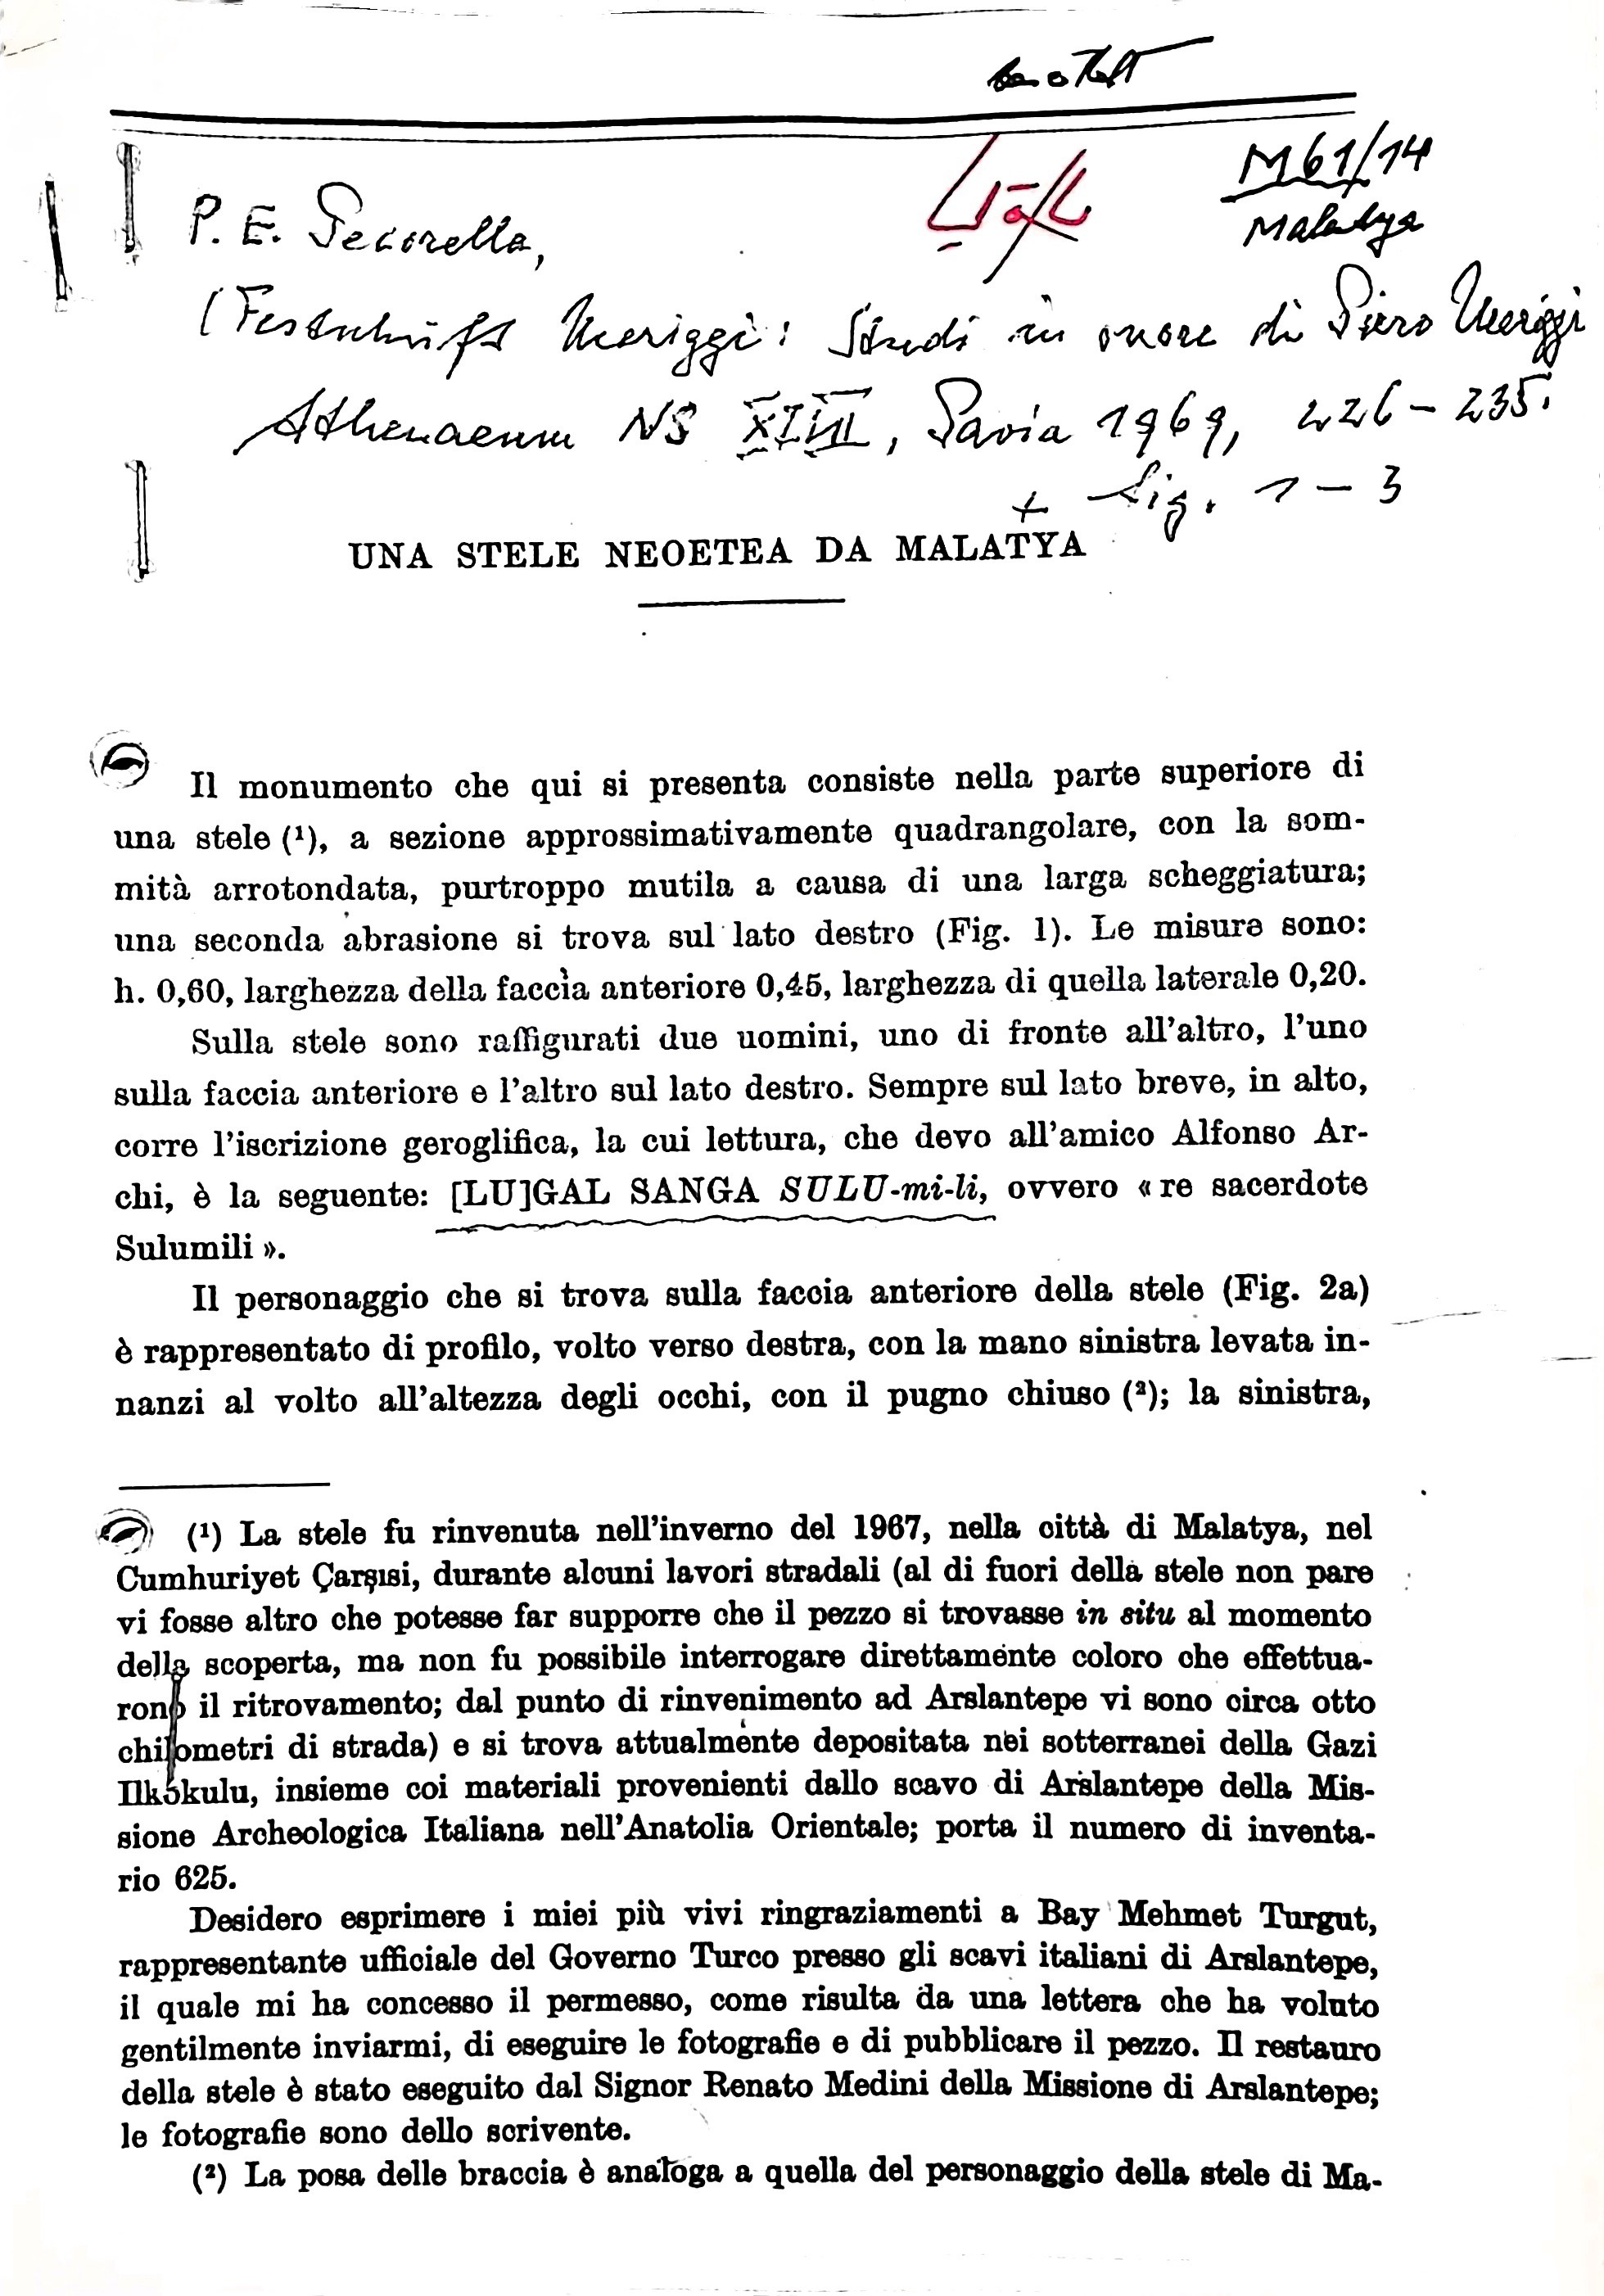 M61/14
Malatya
P. E. Pecorella,
(Festschrift Meriggi: Studi in onore di Piero Meriggi
Athenaeum NS XLVII, Pavia 1969, 226-235.
+ Fig. 1-3
UNA STELE NEOETEA DA MALATYA
Il monumento che qui si presenta consiste nella parte superiore di
una stele (¹), a sezione approssimativamente quadrangolare, con la som-
mità arrotondata, purtroppo mutila a causa di una larga scheggiatura;
una seconda abrasione si trova sul lato destro (Fig. 1). Le misure sono:
h. 0,60, larghezza della faccia anteriore 0,45, larghezza di quella laterale 0,20.
Sulla stele sono raffigurati due uomini, uno di fronte all'altro, l'uno
sulla faccia anteriore e l'altro sul lato destro. Sempre sul lato breve, in alto,
corre l'iscrizione geroglifica, la cui lettura, che devo all'amico Alfonso Ar-
chi, è la seguente: [LU]GAL SANGA SULU-mi-li, ovvero « re sacerdote
Sulumili ».
Il personaggio che si trova sulla faccia anteriore della stele (Fig. 2a)
è rappresentato di profilo, volto verso destra, con la mano sinistra levata in-
nanzi al volto all'altezza degli occhi, con il pugno chiuso (²); la sinistra,
(¹) La stele fu rinvenuta nell'inverno del 1967, nella città di Malatya, nel
Cumhuriyet Çarşısi, durante alcuni lavori stradali (al di fuori della stele non pare
vi fosse altro che potesse far supporre che il pezzo si trovasse in situ al momento
della scoperta, ma non fu possibile interrogare direttamente coloro che effettua-
rono il ritrovamento; dal punto di rinvenimento ad Arslantepe vi sono circa otto
chilometri di strada) e si trova attualmente depositata nei sotterranei della Gazi
Ilkokulu, insieme coi materiali provenienti dallo scavo di Arslantepe della Mis-
sione Archeologica Italiana nell'Anatolia Orientale; porta il numero di inventa-
rio 625.
Desidero esprimere i miei più vivi ringraziamenti a Bay Mehmet Turgut,
rappresentante ufficiale del Governo Turco presso gli scavi italiani di Arslantepe,
il quale mi ha concesso il permesso, come risulta da una lettera che ha voluto
gentilmente inviarmi, di eseguire le fotografie e di pubblicare il pezzo. Il restauro
della stele è stato eseguito dal Signor Renato Medini della Missione di Arslantepe;
le fotografie sono dello scrivente.
(²) La posa delle braccia è analoga a quella del personaggio della stele di Ma-